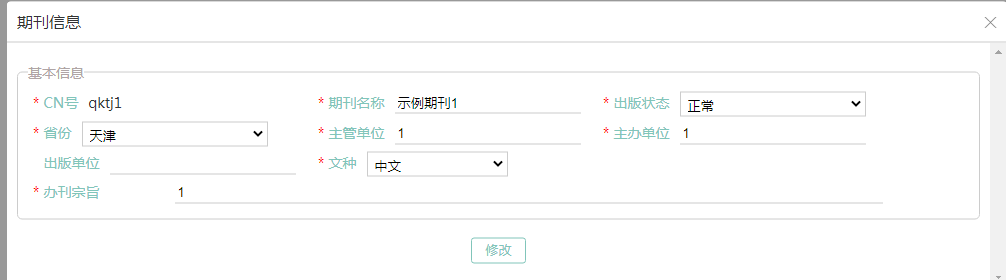 期刊信息
基本信息
* CN号 qktj1 * 期刊名称 示例期刊1 * 出版状态 正常
* 省份 天津 * 主管单位 1 * 主办单位 1
出版单位 * 文种 中文
* 办刊宗旨 1
修改